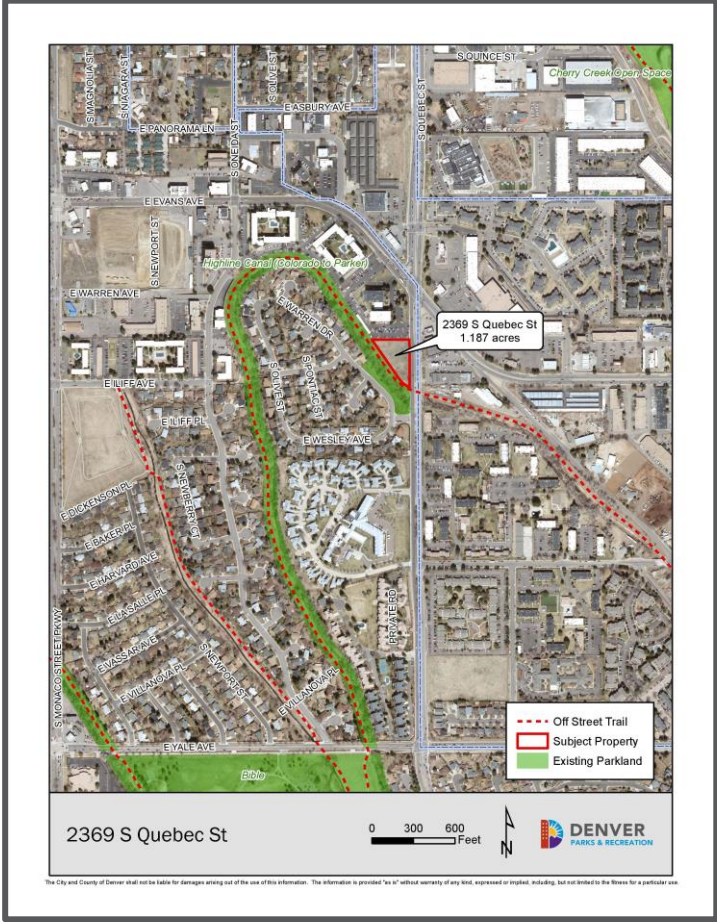 S MAGNOLIA ST
S NIAGARA ST
S OLIVE ST
S QUINCE ST
Cherry Creek Open Space
S QUEBEC ST
E ASBURY AVE
E PANORAMA LN
S ONEIDA ST
E EVANS AVE
S NEWPORT ST
Highline Canal (Colorado to Parker)
E WARREN AVE
E WARREN DR
2369 S Quebec St
1.187 acres
S PONTIAC ST
S OLIVE ST
E ILIFF AVE
E ILIFF PL
E WESLEY AVE
S NEWBERRY CT
E DICKENSON PL
E BAKER PL
E HARVARD AVE
E LA SALLE PL
PRIVATE RD
S MONACO STREET PKWY
E VASSAR AVE
S NEWPORT S
E VILLANOVA PL
E VILLANOVA PL
E YALE AVE
Bible
Off Street Trail
Subject Property
Existing Parkland
2369 S Quebec St
0 300 600
Feet
N
DENVER
PARKS & RECREATION
The City and County of Denver shall not be liable for damages arising out of the use of this information. The information is provided "as is" without warranty of any kind, expressed or implied, including, but not limited to the fitness for a particular use.